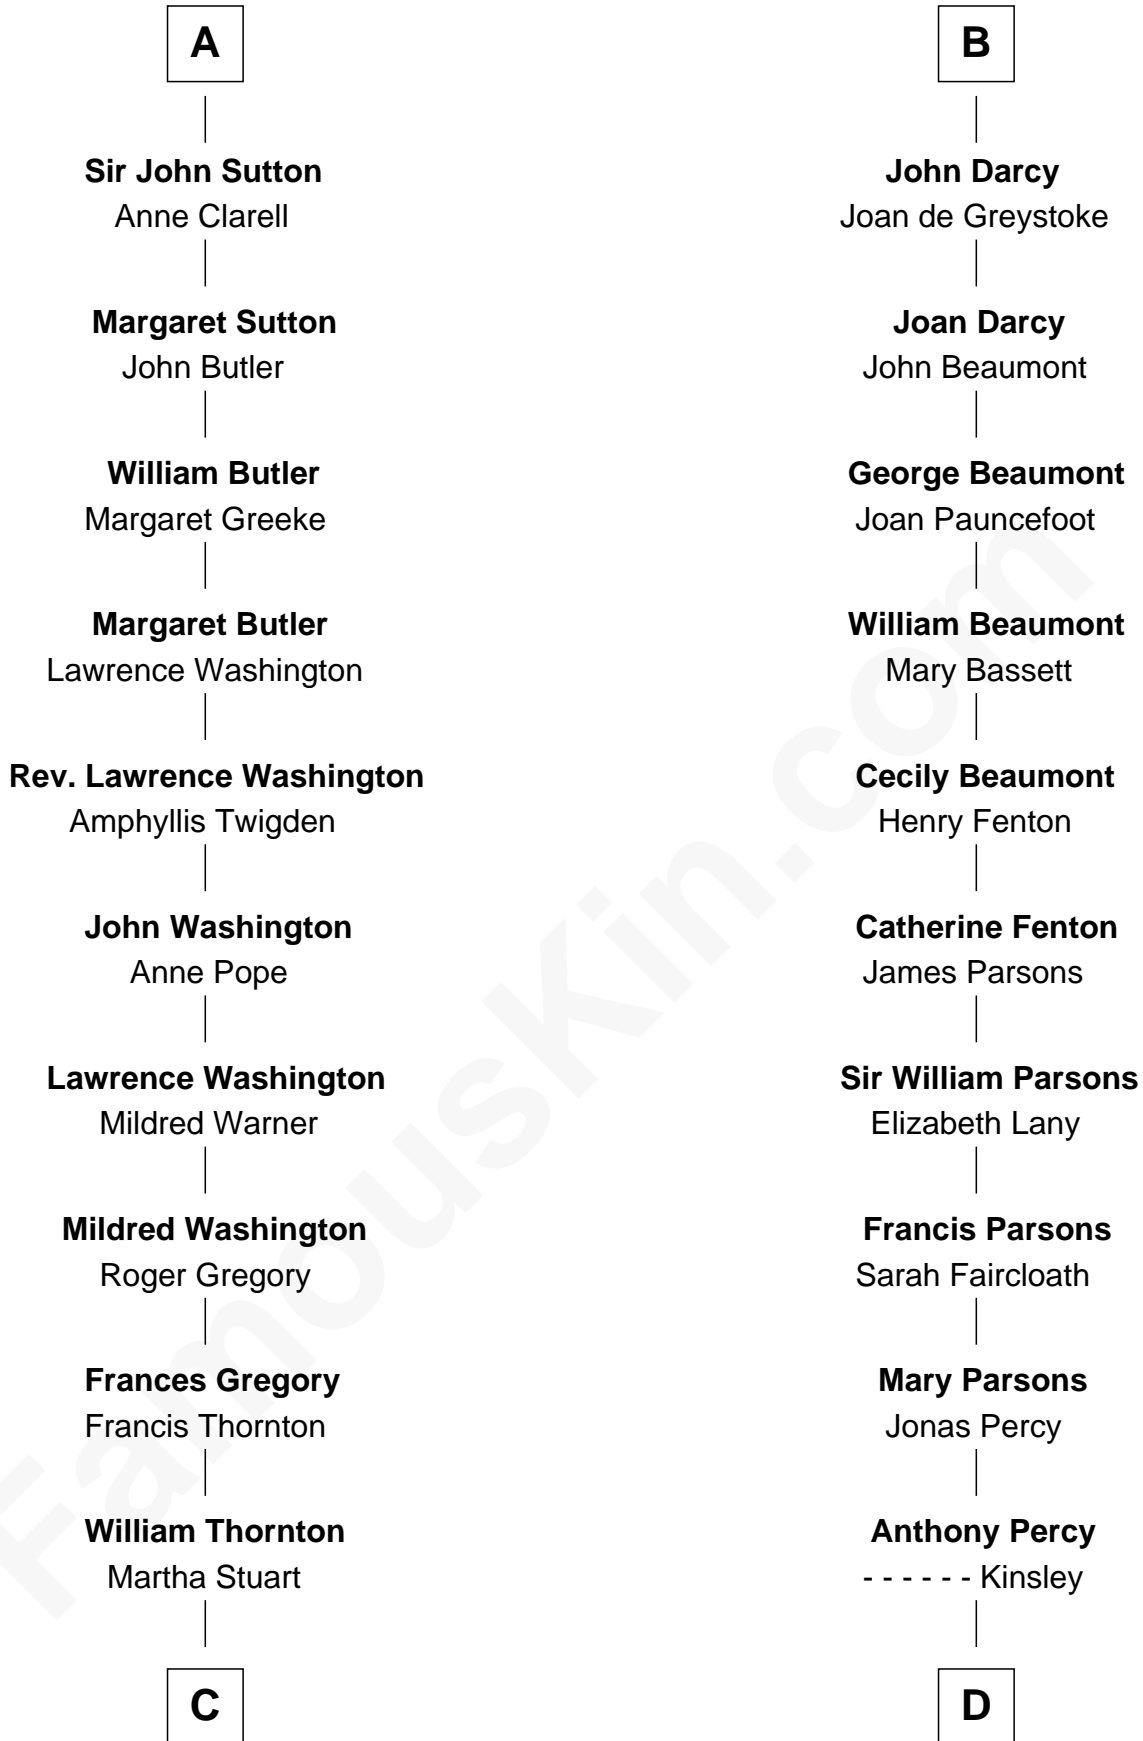 A
Sir John Sutton
Anne Clarell
Margaret Sutton
John Butler
William Butler
Margaret Greeke
Margaret Butler
Lawrence Washington
Rev. Lawrence Washington
Amphyllis Twigden
John Washington
Anne Pope
Lawrence Washington
Mildred Warner
Mildred Washington
Roger Gregory
Frances Gregory
Francis Thornton
William Thornton
Martha Stuart
C
B
John Darcy
Joan de Greystoke
Joan Darcy
John Beaumont
George Beaumont
Joan Pauncefoot
William Beaumont
Mary Bassett
Cecily Beaumont
Henry Fenton
Catherine Fenton
James Parsons
Sir William Parsons
Elizabeth Lany
Francis Parsons
Sarah Faircloath
Mary Parsons
Jonas Percy
Anthony Percy
- - - - - - Kinsley
D
FamousKin.com